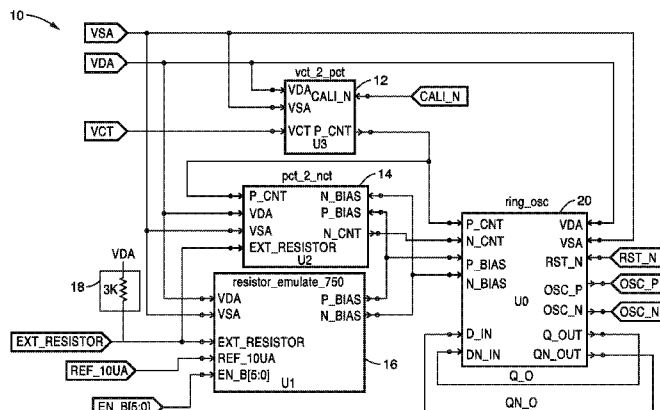 10
VSA
VDA
vct_2_pct
12
VDA
CALI_N
CALI_N
VSA
VCT
VCT P_CNT
U3
pct_2_nct
14
ring_osc
20
P_CNT
N_BIAS
VDA
P_BIAS
VSA
N_CNT
EXT_RESISTOR
U2
P_CNT
VDA
N_CNT
VSA
P_BIAS
RST_N
RST_N
N_BIAS
U0
OSC_P
OSC_P
OSC_N
OSC_N
D_IN
Q_OUT
DN_IN
QN_OUT
VDA
18
3K
resistor_emulate_750
VDA
P_BIAS
VSA
N_BIAS
EXT_RESISTOR
EXT_RESISTOR
REF_10UA
REF_10UA
EN_B[5:0]
U1
16
EN_B[5:0]
Q_O
QN_O